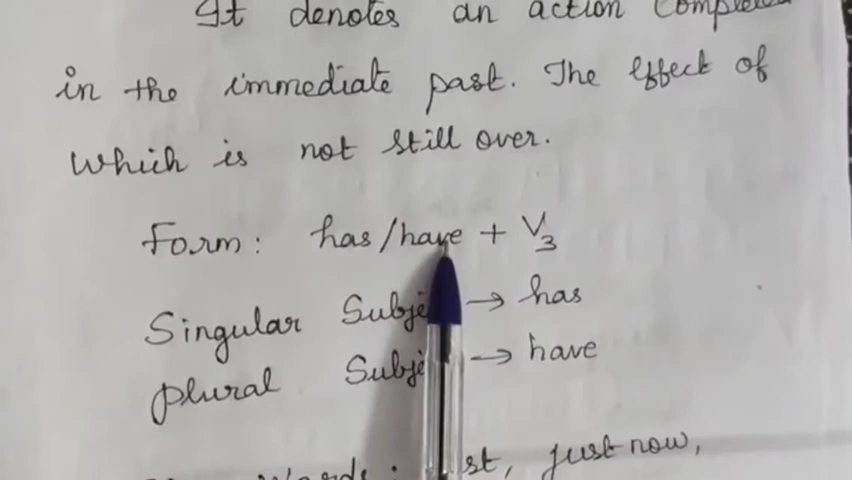 It denotes an action Completed
in the immediate past. The effect of
which is not still over.
Form: has/have + V3
Singular → has
Plural → have
just now,